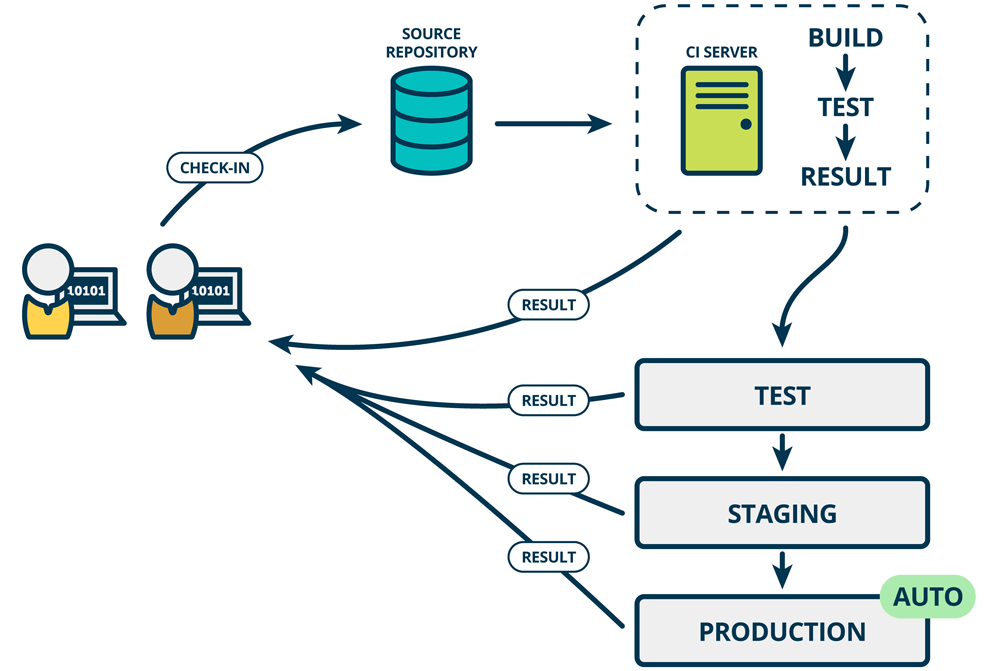 SOURCE
REPOSITORY
CI SERVER
BUILD
TEST
RESULT
CHECK-IN
10101
10101
RESULT
RESULT
TEST
RESULT
STAGING
RESULT
AUTO
PRODUCTION